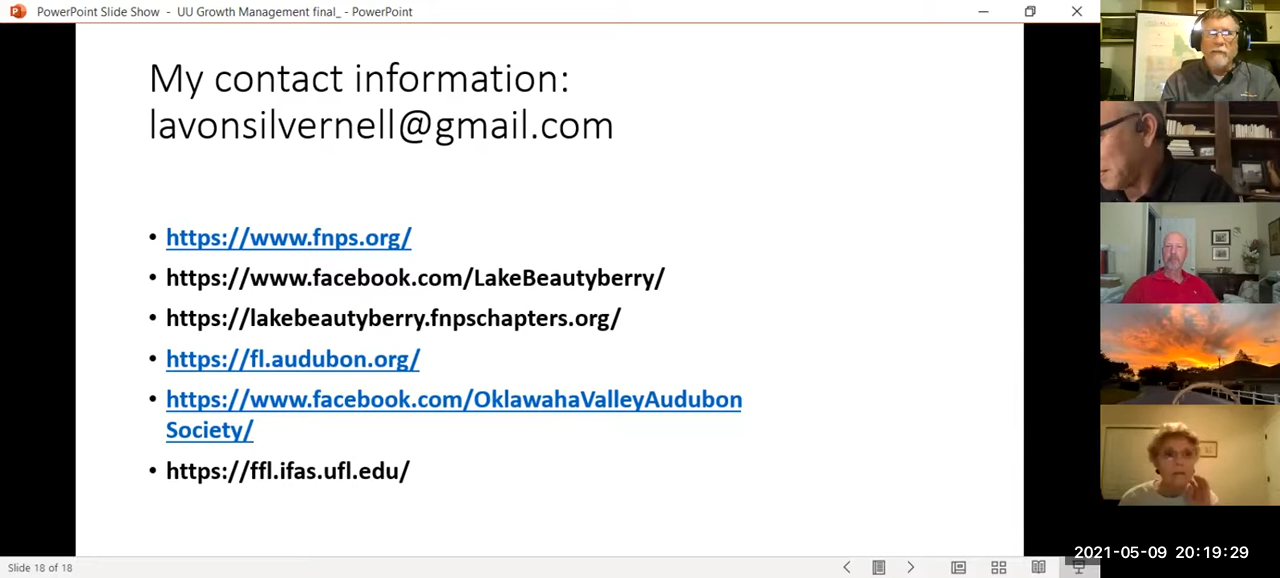 PowerPoint Slide Show - UU Growth Management final_ - PowerPoint
My contact information:
lavonsilvernell@gmail.com
• https://www.fnps.org/
• https://www.facebook.com/LakeBeautyberry/
• https://lakebeautyberry.fnpschapters.org/
• https://fl.audubon.org/
• https://www.facebook.com/OklawahaValleyAudubon
Society/
• https://ffl.ifas.ufl.edu/
2021-05-09 20:19:29
Slide 18 of 18